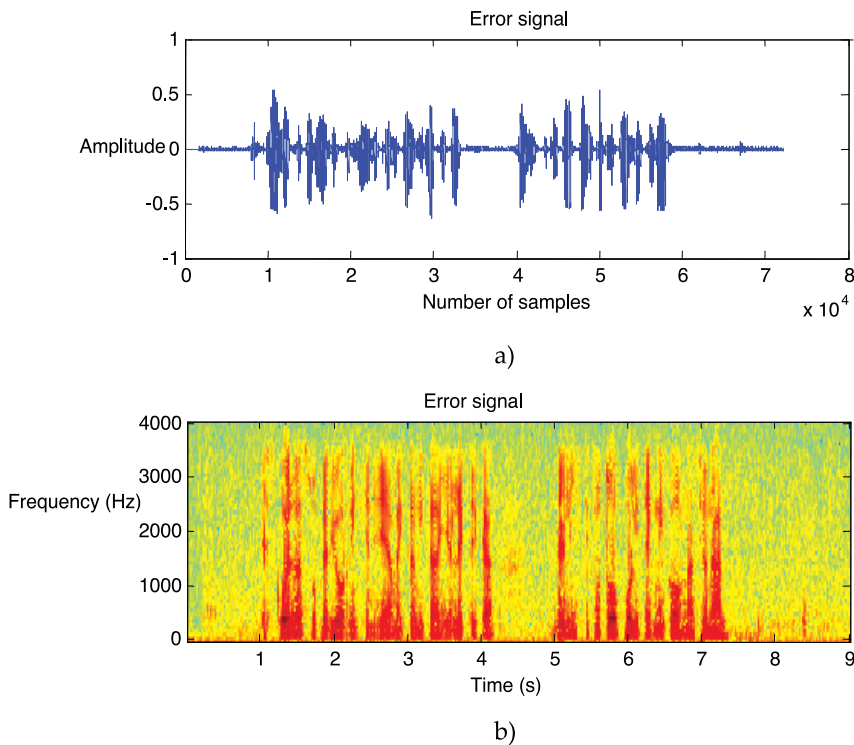 Error signal
1
0.5
Amplitude 0
-0.5
-1
0 1 2 3 4 5 6 7 8
Number of samples
x 10^4
a)
Error signal
4000
3000
Frequency (Hz)
2000
1000
0
1 2 3 4 5 6 7 8 9
Time (s)
b)